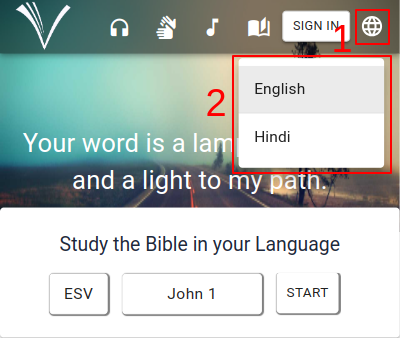 SIGN IN
1
English
2
Hindi
Your word is a lam
and a light to my path.
Study the Bible in your Language
ESV
John 1
START